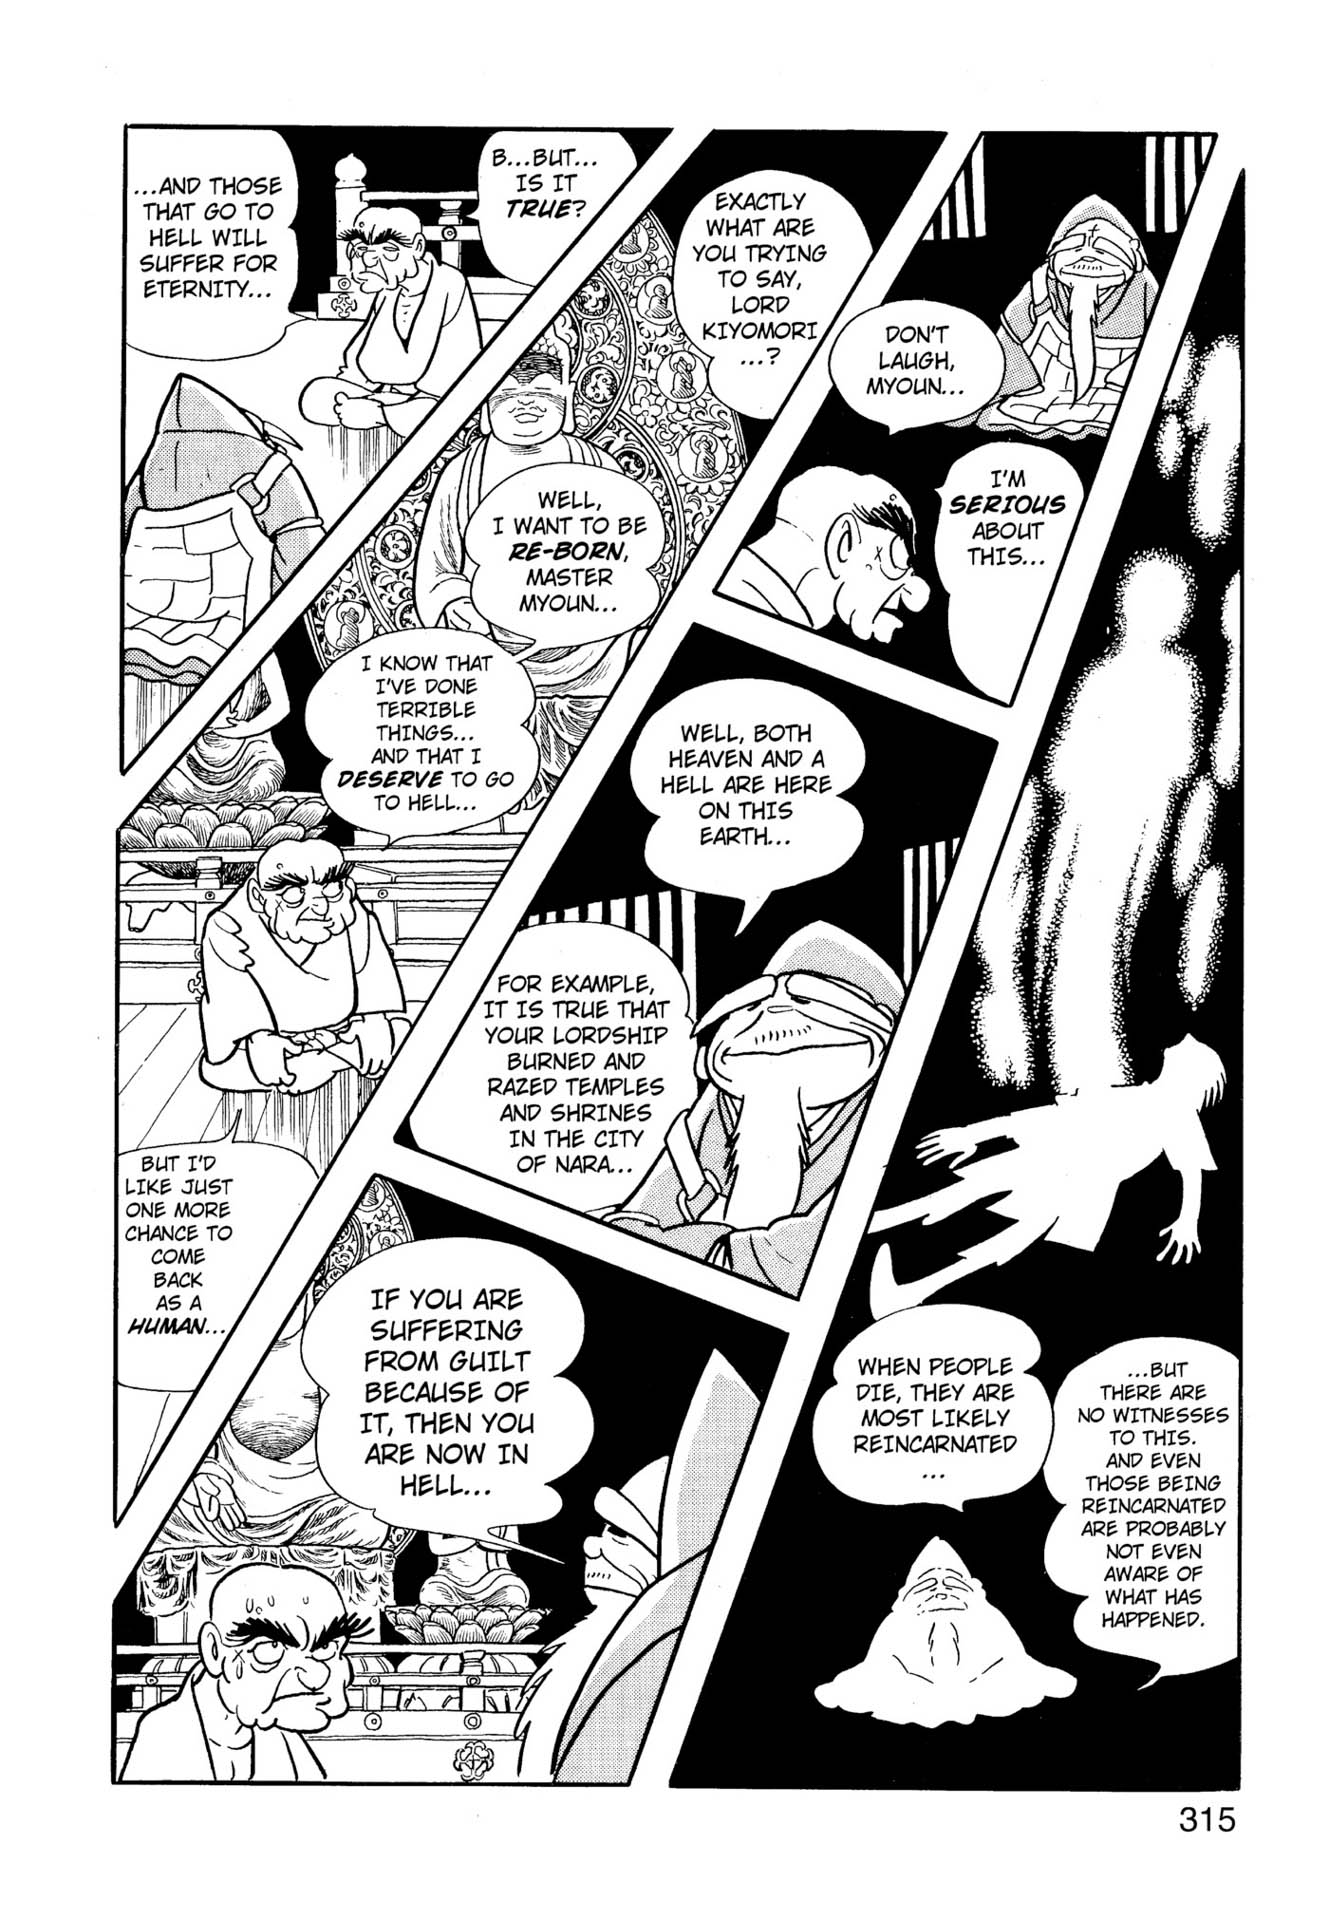 ...AND THOSE
THAT GO TO
HELL WILL
SUFFER FOR
ETERNITY...
B...BUT...
IS IT
TRUE?
EXACTLY
WHAT ARE
YOU TRYING
TO SAY,
LORD
KIYOMORI
...?
WELL,
I WANT TO BE
RE-BORN,
MASTER
MYOUN...
I KNOW THAT
I'VE DONE
TERRIBLE
THINGS...
AND THAT I
DESERVE TO GO
TO HELL...
BUT I'D
LIKE JUST
ONE MORE
CHANCE TO
COME
BACK
AS A
HUMAN...
DON'T
LAUGH,
MYOUN...
I'M
SERIOUS
ABOUT
THIS...
WELL, BOTH
HEAVEN AND A
HELL ARE HERE
ON THIS
EARTH...
FOR EXAMPLE,
IT IS TRUE THAT
YOUR LORDSHIP
BURNED AND
RAZED TEMPLES
AND SHRINES
IN THE CITY
OF NARA...
IF YOU ARE
SUFFERING
FROM GUILT
BECAUSE OF
IT, THEN YOU
ARE NOW IN
HELL...
WHEN PEOPLE
DIE, THEY ARE
MOST LIKELY
REINCARNATED
...
...BUT
THERE ARE
NO WITNESSES
TO THIS.
AND EVEN
THOSE BEING
REINCARNATED
ARE PROBABLY
NOT EVEN
AWARE OF
WHAT HAS
HAPPENED.
315